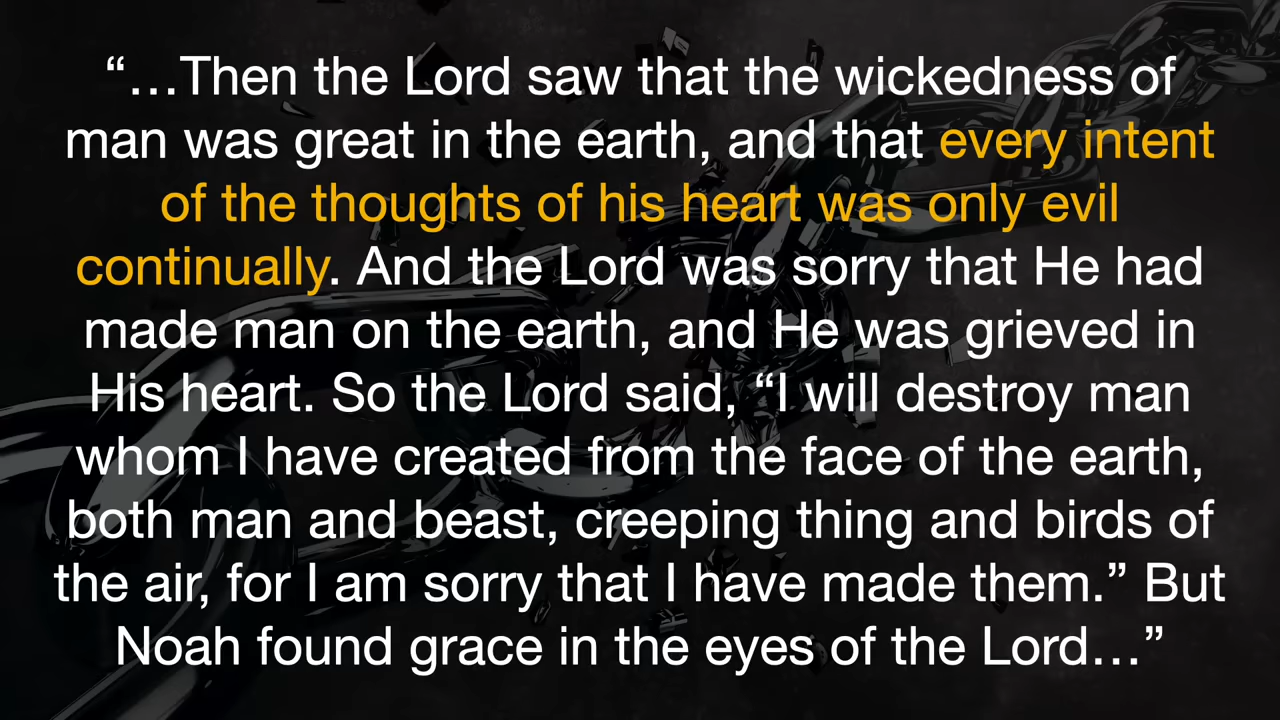 “…Then the Lord saw that the wickedness of
man was great in the earth, and that every intent
of the thoughts of his heart was only evil
continually. And the Lord was sorry that He had
made man on the earth, and He was grieved in
His heart. So the Lord said, “I will destroy man
whom I have created from the face of the earth,
both man and beast, creeping thing and birds of
the air, for I am sorry that I have made them.” But
Noah found grace in the eyes of the Lord…”